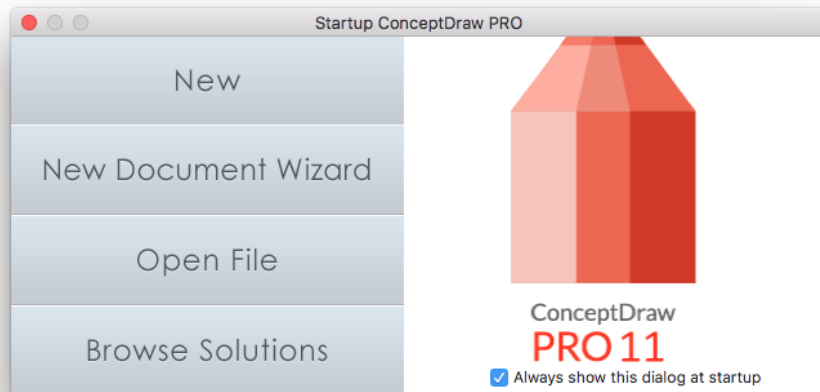 Startup ConceptDraw PRO
New
New Document Wizard
Open File
Browse Solutions
ConceptDraw
PRO 11
Always show this dialog at startup